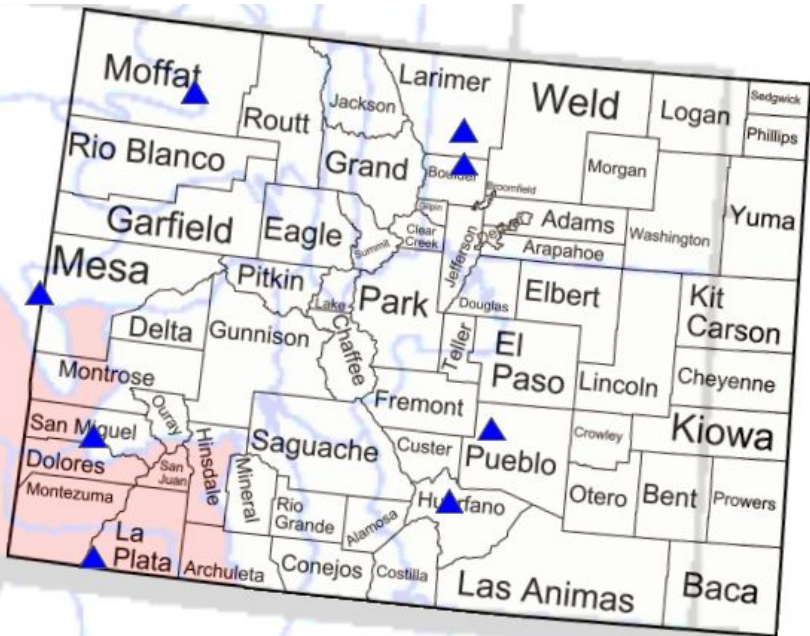 Moffat
Routt
Jackson
Larimer
Weld
Logan
Sedgwick
Phillips
Rio Blanco
Grand
Boulder
Broomfield
Morgan
Garfield
Eagle
Summit
Gilpin
Clear
Creek
Jefferson
Denver
Adams
Arapahoe
Washington
Yuma
Mesa
Pitkin
Lake
Park
Douglas
Elbert
Kit
Carson
Delta
Gunnison
Chaffee
Teller
El
Paso
Lincoln
Cheyenne
Montrose
Ouray
Fremont
Kiowa
San Miguel
Hinsdale
Saguache
Custer
Pueblo
Crowley
Dolores
San
Juan
Mineral
Otero
Bent
Prowers
Montezuma
Rio
Grande
Alamosa
Huerfano
La
Plata
Archuleta
Conejos
Costilla
Las Animas
Baca